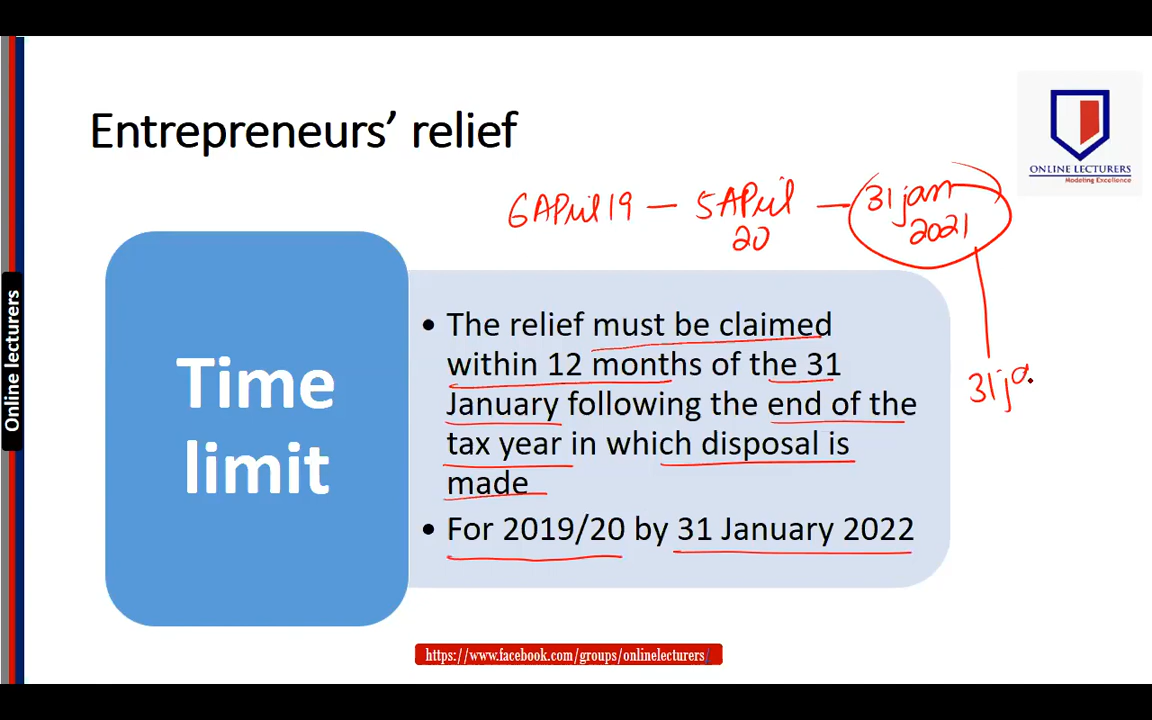 Entrepreneurs’ relief
ONLINE LECTURERS
Modeling Excellence
6 April 19 — 5 April 20 — 31 jan 2021
Time
limit
• The relief must be claimed
within 12 months of the 31
January following the end of the
tax year in which disposal is
made
• For 2019/20 by 31 January 2022
31 ja
Online lecturers
https://www.facebook.com/groups/onlinelecturers/